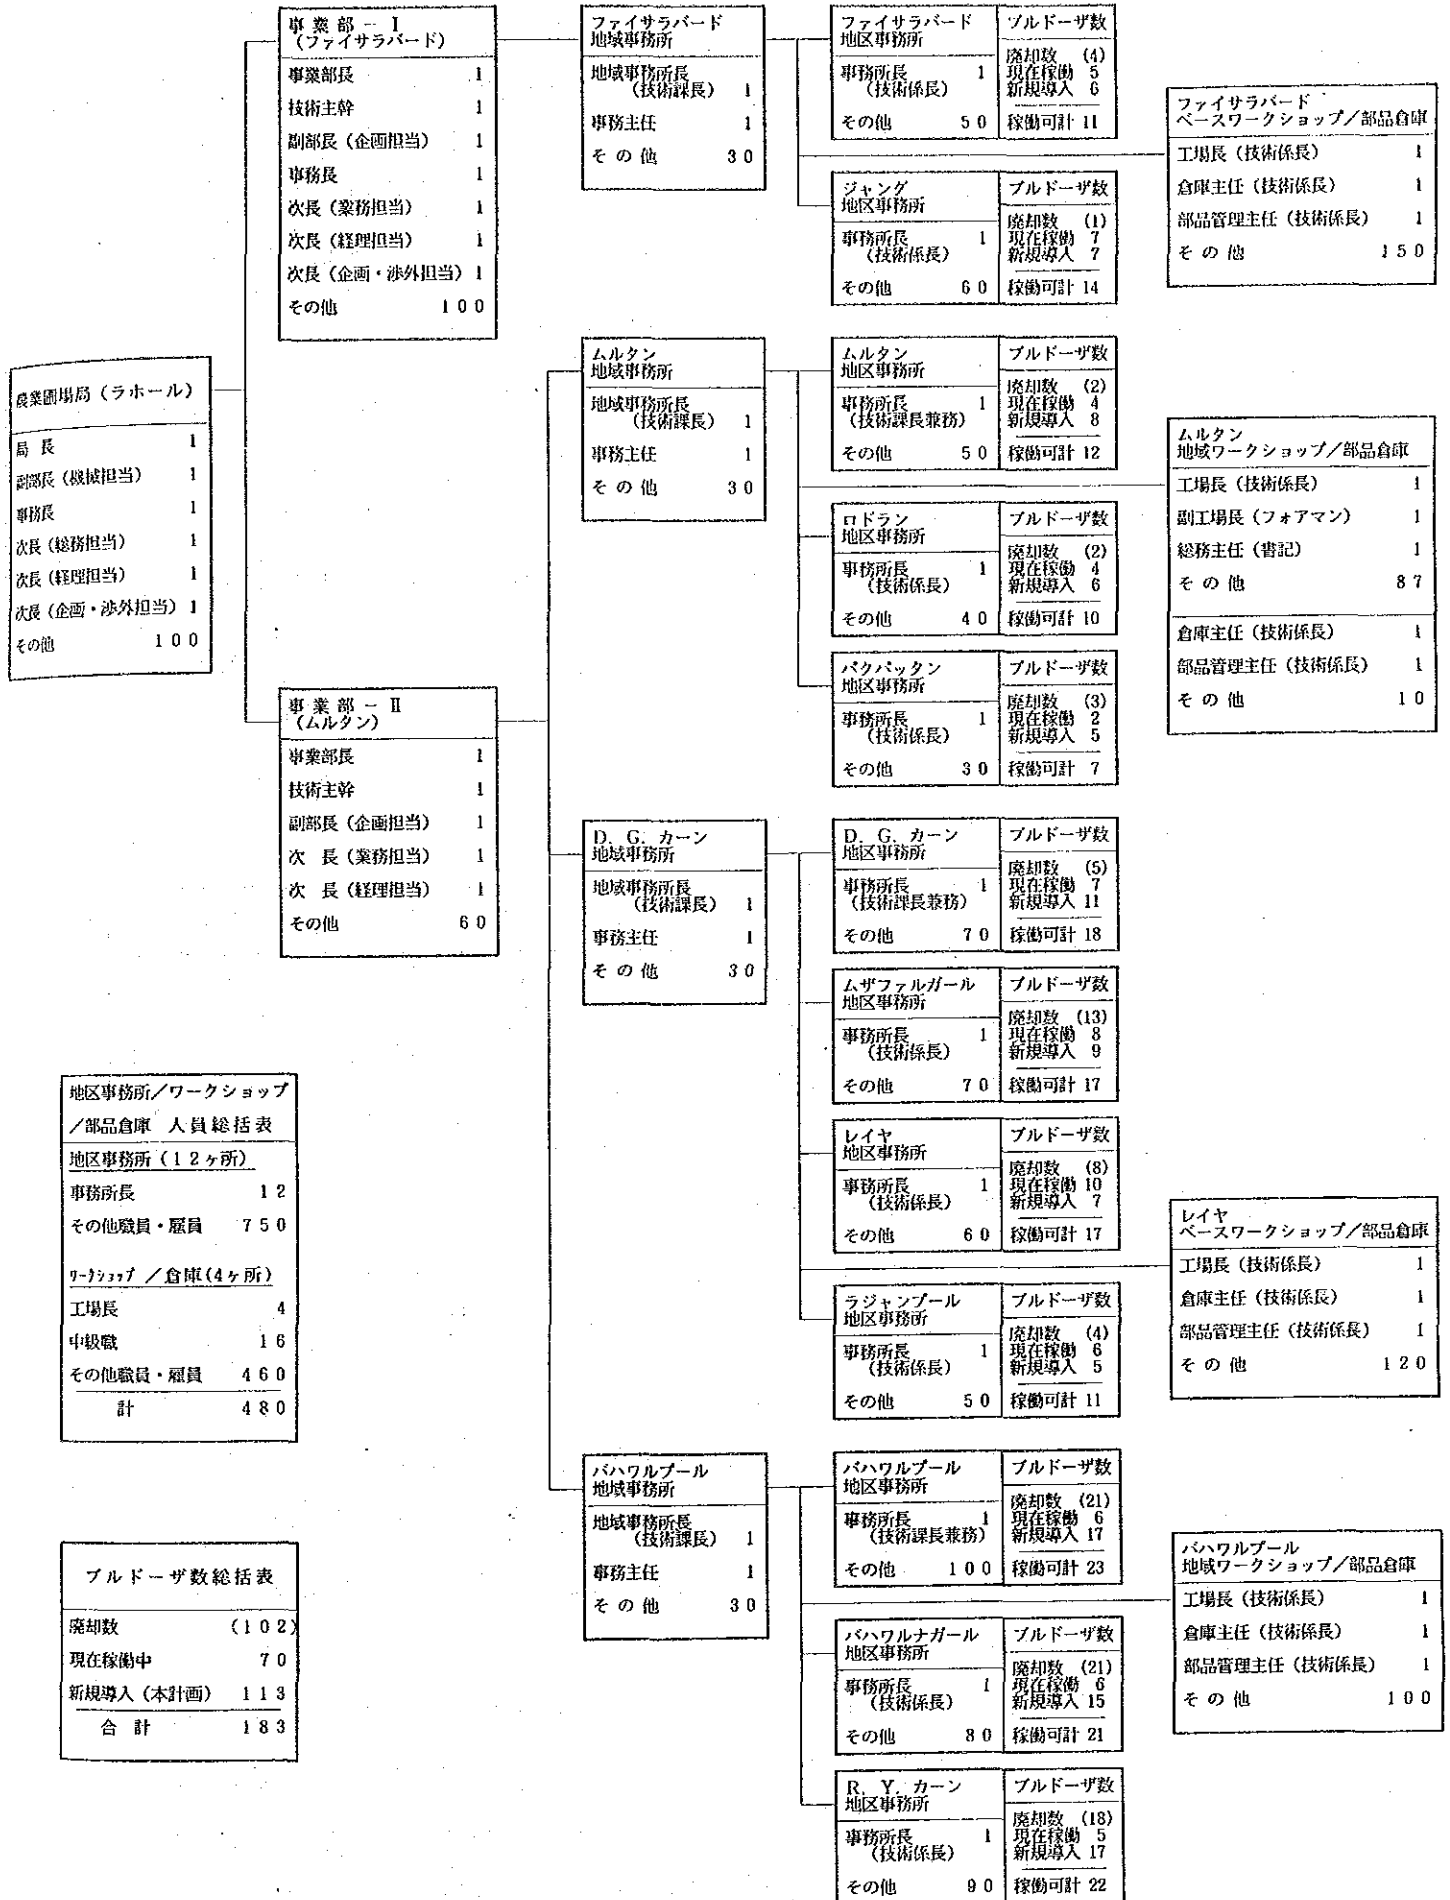 農業圃場局（ラホール）
局 長 1
副部長（機械担当） 1
事務長 1
次長（総務担当） 1
次長（経理担当） 1
次長（企画・渉外担当） 1
その他 100
事 業 部 － Ⅰ
（ファイサラバード）
事業部長 1
技術主幹 1
副部長（企画担当） 1
事務長 1
次長（業務担当） 1
次長（経理担当） 1
次長（企画・渉外担当） 1
その他 100
事 業 部 － Ⅱ
（ムルタン）
事業部長 1
技術主幹 1
副部長（企画担当） 1
次 長（業務担当） 1
次 長（経理担当） 1
その他 60
ファイサラバード
地域事務所
地域事務所長
（技術課長） 1
事務主任 1
そ の 他 30
ファイサラバード
地区事務所
事務所長 1
（技術係長）
その他 50
ブルドーザ数
廃却数 (4)
現在稼働 5
新規導入 6
稼働可計 11
ジャング
地区事務所
事務所長 1
（技術係長）
その他 60
ブルドーザ数
廃却数 (1)
現在稼働 7
新規導入 7
稼働可計 14
ファイサラバード
ベースワークショップ／部品倉庫
工場長（技術係長） 1
倉庫主任（技術係長） 1
部品管理主任（技術係長） 1
そ の 他 150
ムルタン
地域事務所
地域事務所長
（技術課長） 1
事務主任 1
そ の 他 30
ムルタン
地区事務所
事務所長 1
（技術課長兼務）
その他 50
ブルドーザ数
廃却数 (2)
現在稼働 4
新規導入 8
稼働可計 12
ロドラン
地区事務所
事務所長 1
（技術係長）
その他 40
ブルドーザ数
廃却数 (2)
現在稼働 4
新規導入 6
稼働可計 10
パクパッタン
地区事務所
事務所長 1
（技術係長）
その他 30
ブルドーザ数
廃却数 (3)
現在稼働 2
新規導入 5
稼働可計 7
ムルタン
地域ワークショップ／部品倉庫
工場長（技術係長） 1
副工場長（フォアマン） 1
総務主任（書記） 1
そ の 他 87
倉庫主任（技術係長） 1
部品管理主任（技術係長） 1
そ の 他 10
D. G. カーン
地域事務所
地域事務所長
（技術課長） 1
事務主任 1
そ の 他 30
D. G. カーン
地区事務所
事務所長 1
（技術課長兼務）
その他 70
ブルドーザ数
廃却数 (5)
現在稼働 7
新規導入 11
稼働可計 18
ムザファルガール
地区事務所
事務所長 1
（技術係長）
その他 70
ブルドーザ数
廃却数 (13)
現在稼働 8
新規導入 9
稼働可計 17
レイヤ
地区事務所
事務所長 1
（技術係長）
その他 60
ブルドーザ数
廃却数 (8)
現在稼働 10
新規導入 7
稼働可計 17
ラジャンプール
地区事務所
事務所長 1
（技術係長）
その他 50
ブルドーザ数
廃却数 (4)
現在稼働 6
新規導入 5
稼働可計 11
レイヤ
ベースワークショップ／部品倉庫
工場長（技術係長） 1
倉庫主任（技術係長） 1
部品管理主任（技術係長） 1
そ の 他 120
バハワルプール
地域事務所
地域事務所長
（技術課長） 1
事務主任 1
そ の 他 30
バハワルプール
地区事務所
事務所長 1
（技術課長兼務）
その他 100
ブルドーザ数
廃却数 (21)
現在稼働 6
新規導入 17
稼働可計 23
バハワルナガール
地区事務所
事務所長 1
（技術係長）
その他 80
ブルドーザ数
廃却数 (21)
現在稼働 6
新規導入 15
稼働可計 21
R. Y. カーン
地区事務所
事務所長 1
（技術係長）
その他 90
ブルドーザ数
廃却数 (18)
現在稼働 5
新規導入 17
稼働可計 22
バハワルプール
地域ワークショップ／部品倉庫
工場長（技術係長） 1
倉庫主任（技術係長） 1
部品管理主任（技術係長） 1
そ の 他 100
地区事務所／ワークショップ
／部品倉庫 人員総括表
地区事務所（12ヶ所）
事務所長 12
その他職員・雇員 750
ワークショップ／倉庫(4ヶ所)
工場長 4
中級職 16
その他職員・雇員 460
計 480
ブルドーザ数総括表
廃却数 (102)
現在稼働中 70
新規導入（本計画） 113
合 計 183